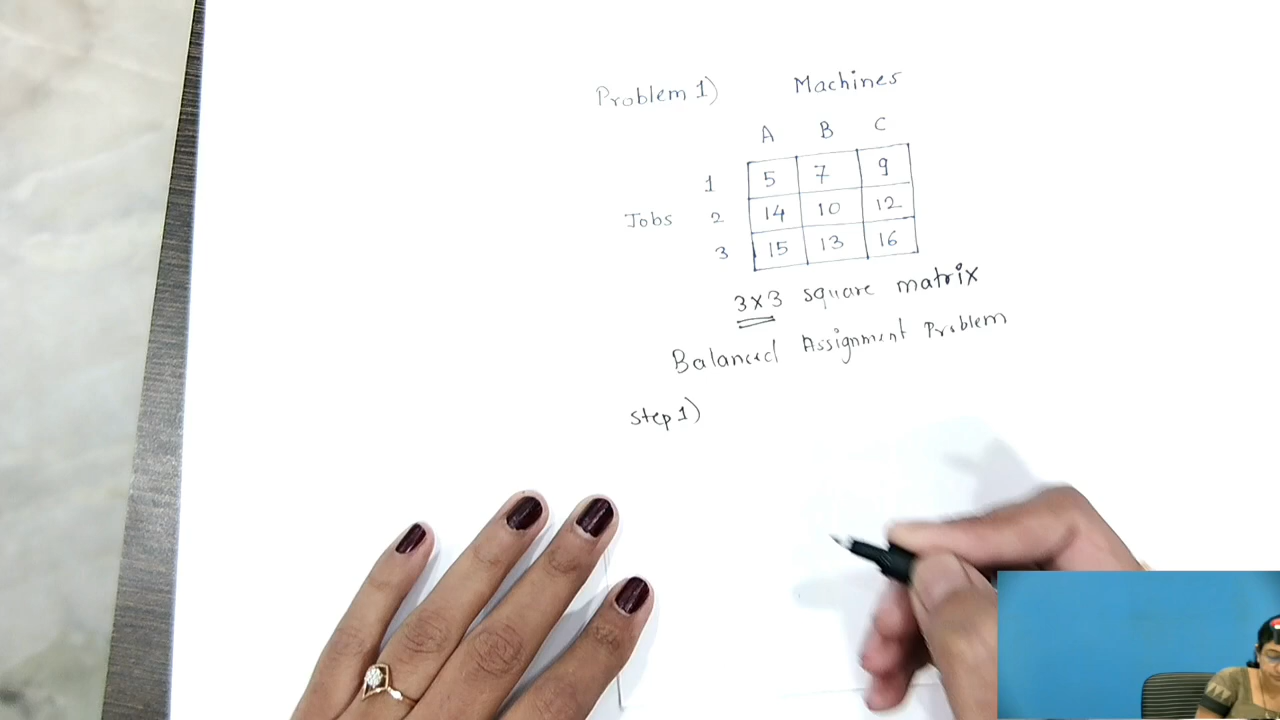 Problem 1) Machines
A B C
1 5 7 9
Jobs 2 14 10 12
3 15 13 16
3x3 square matrix
Balanced Assignment Problem
step 1)